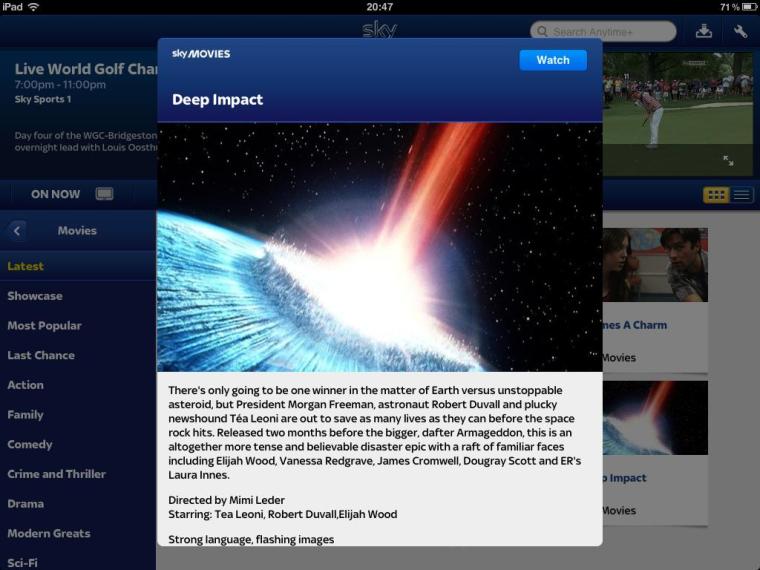 iPad 20:47 71%
sky
Search Anytime+
Live World Golf Cha
7:00pm - 11:00pm
Sky Sports 1
Day four of the WGC-Bridgeston
overnight lead with Louis Oosth
ON NOW
Movies
Latest
Showcase
Most Popular
Last Chance
Action
Family
Comedy
Crime and Thriller
Drama
Modern Greats
Sci-Fi
sky MOVIES
Watch
Deep Impact
There's only going to be one winner in the matter of Earth versus unstoppable
asteroid, but President Morgan Freeman, astronaut Robert Duvall and plucky
newshound Téa Leoni are out to save as many lives as they can before the space
rock hits. Released two months before the bigger, dafter Armageddon, this is an
altogether more tense and believable disaster epic with a raft of familiar faces
including Elijah Wood, Vanessa Redgrave, James Cromwell, Dougray Scott and ER's
Laura Innes.
Directed by Mimi Leder
Starring: Tea Leoni, Robert Duvall,Elijah Wood
Strong language, flashing images
mes A Charm
Movies
p Impact
Movies